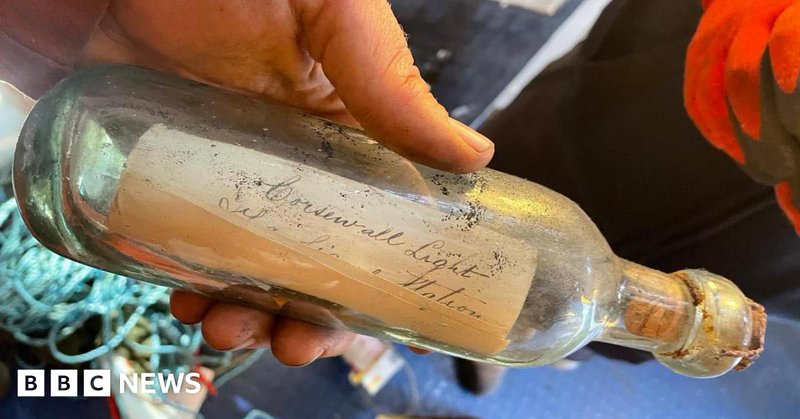 Corsewall Light
Station
BBC NEWS